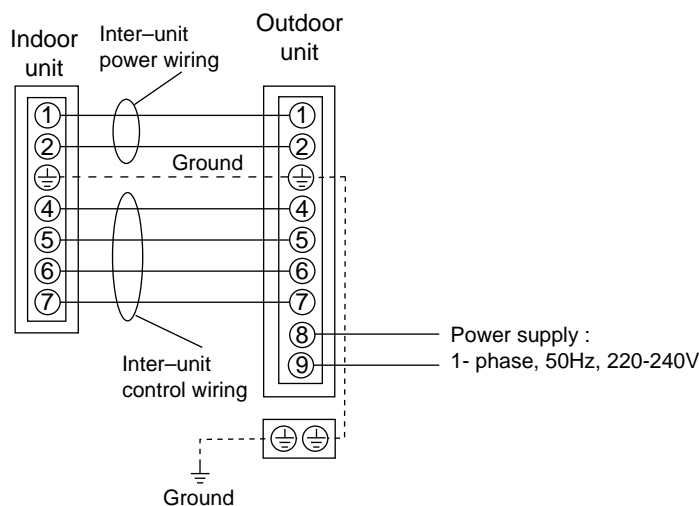 Indoor
unit
Inter–unit
power wiring
Outdoor
unit
1
1
2
2
Ground
4
4
5
5
6
6
7
7
8
9
Power supply :
1- phase, 50Hz, 220-240V
Inter–unit
control wiring
Ground